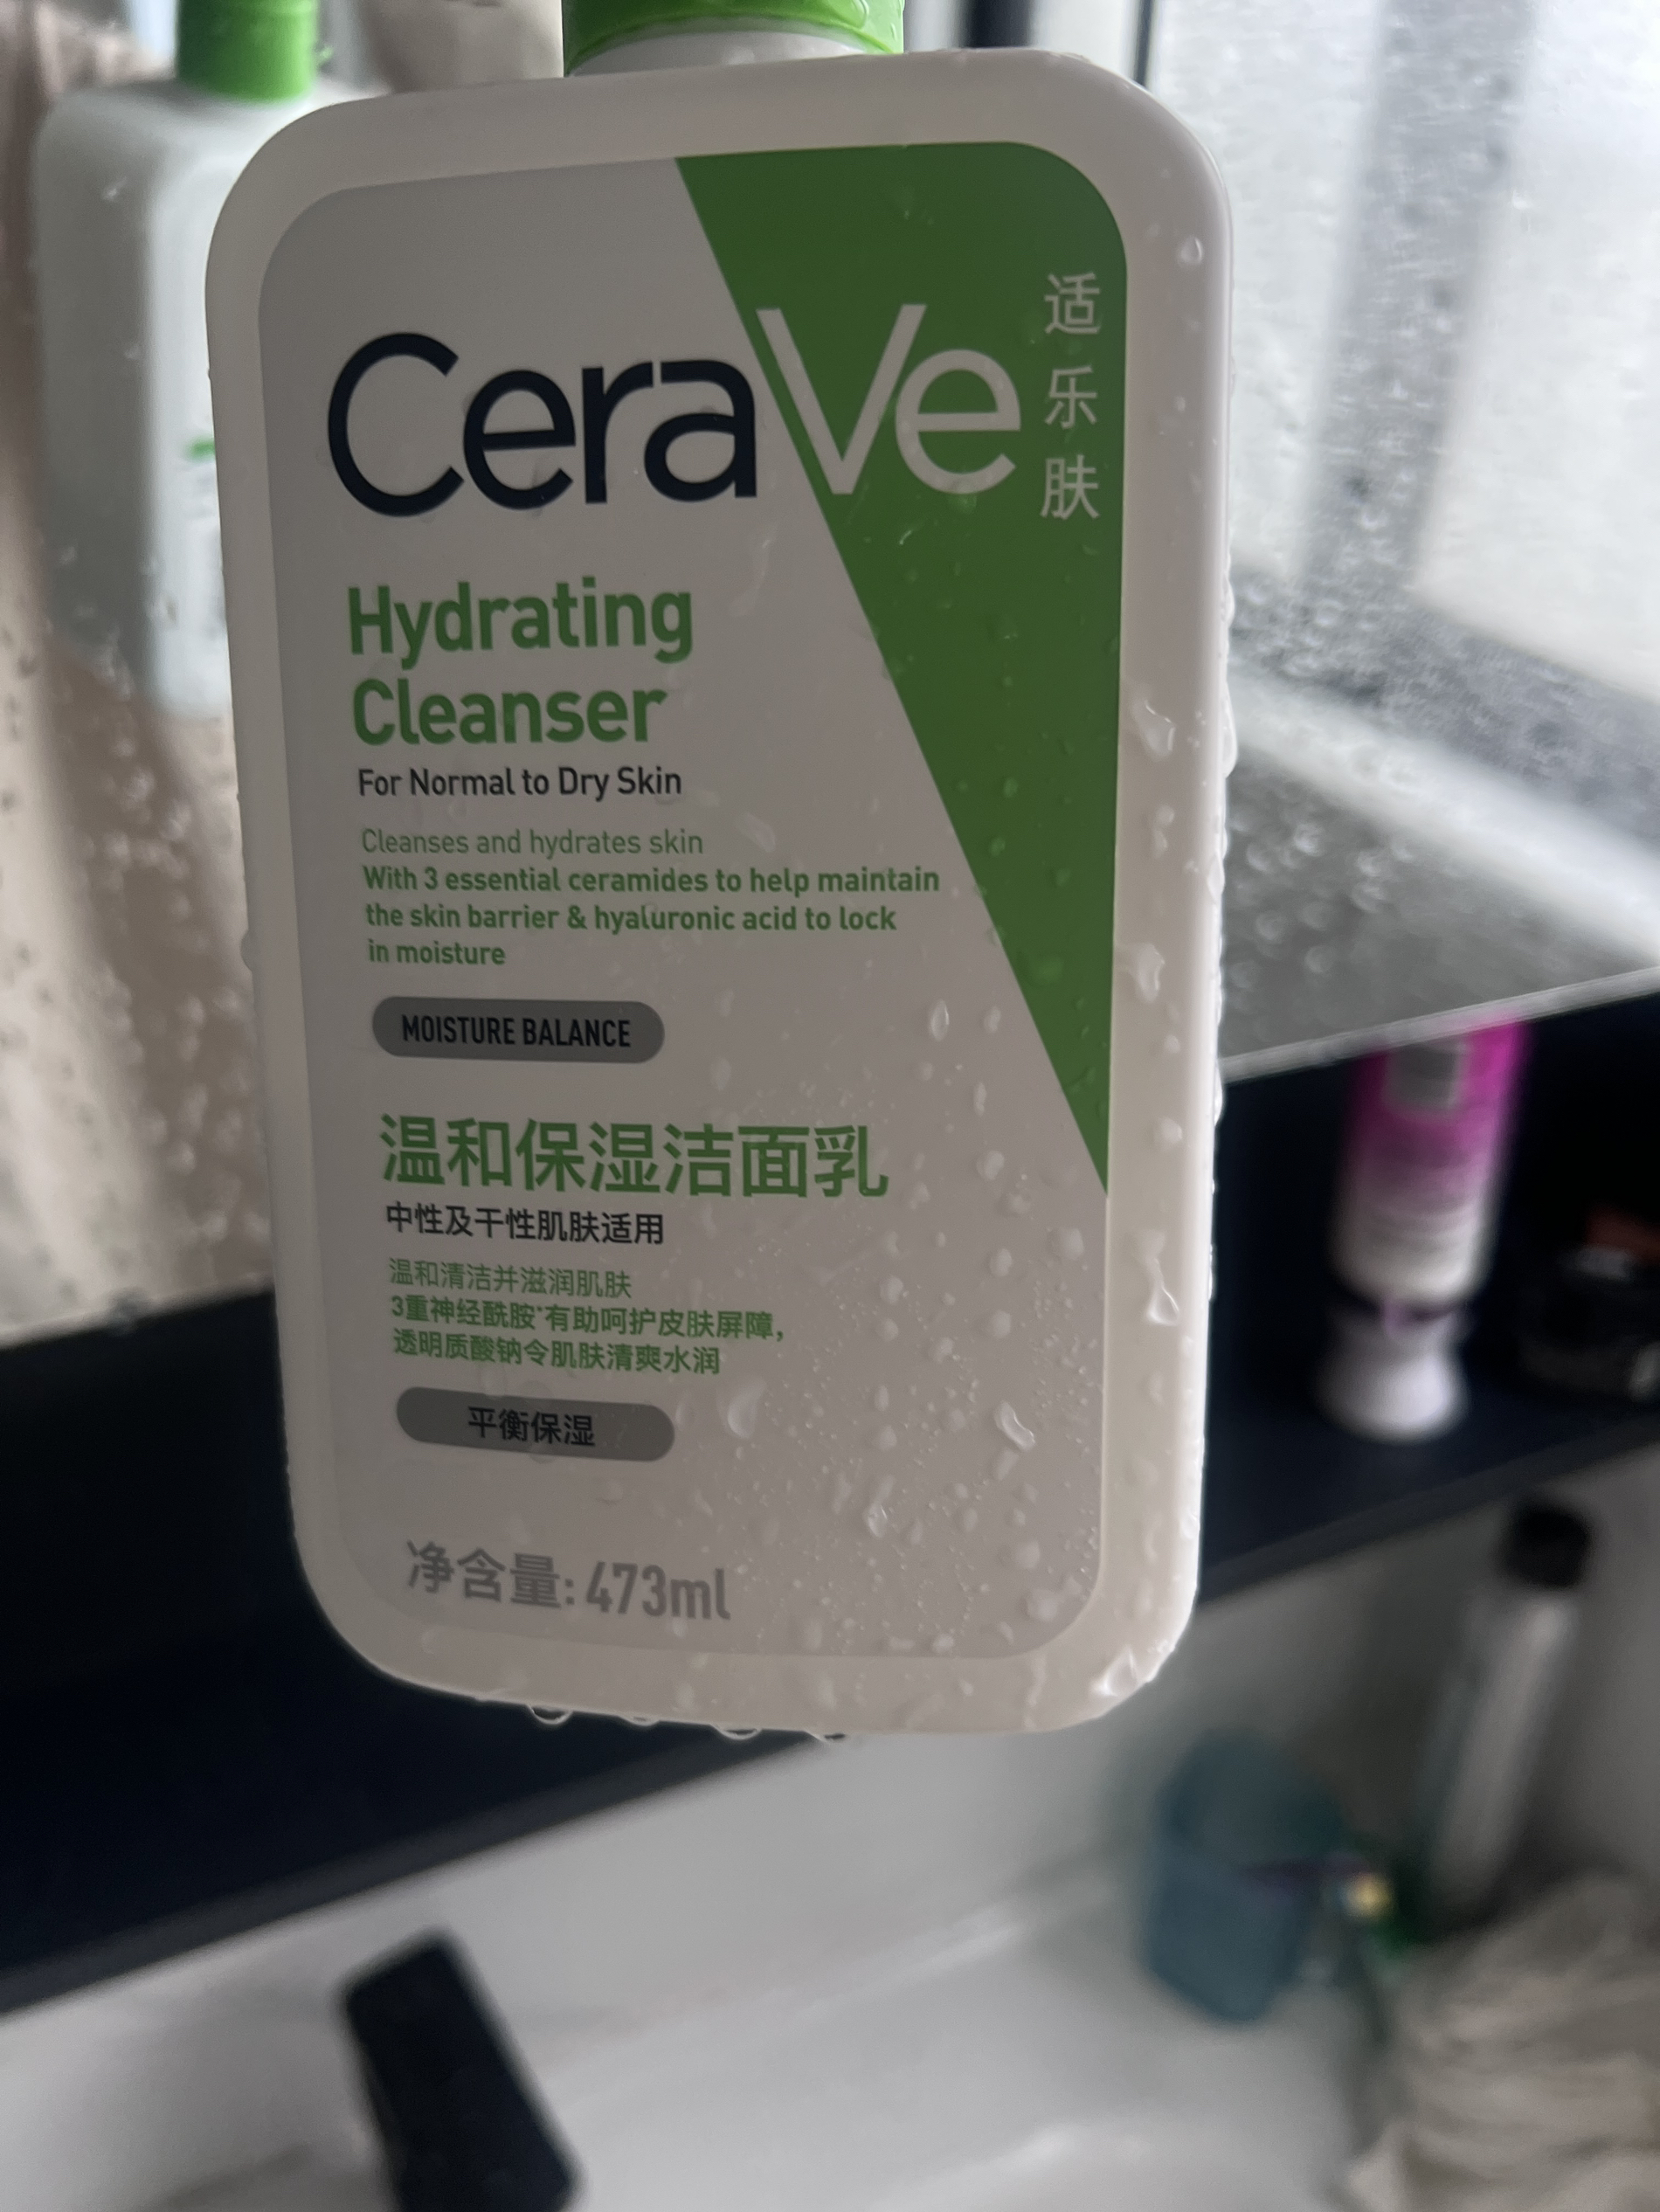 CeraVe
适乐肤
Hydrating
Cleanser
For Normal to Dry Skin
Cleanses and hydrates skin
With 3 essential ceramides to help maintain
the skin barrier & hyaluronic acid to lock
in moisture
MOISTURE BALANCE
温和保湿洁面乳
中性及干性肌肤适用
温和清洁并滋润肌肤
3重神经酰胺*有助呵护皮肤屏障,
透明质酸钠令肌肤清爽水润
平衡保湿
净含量: 473ml